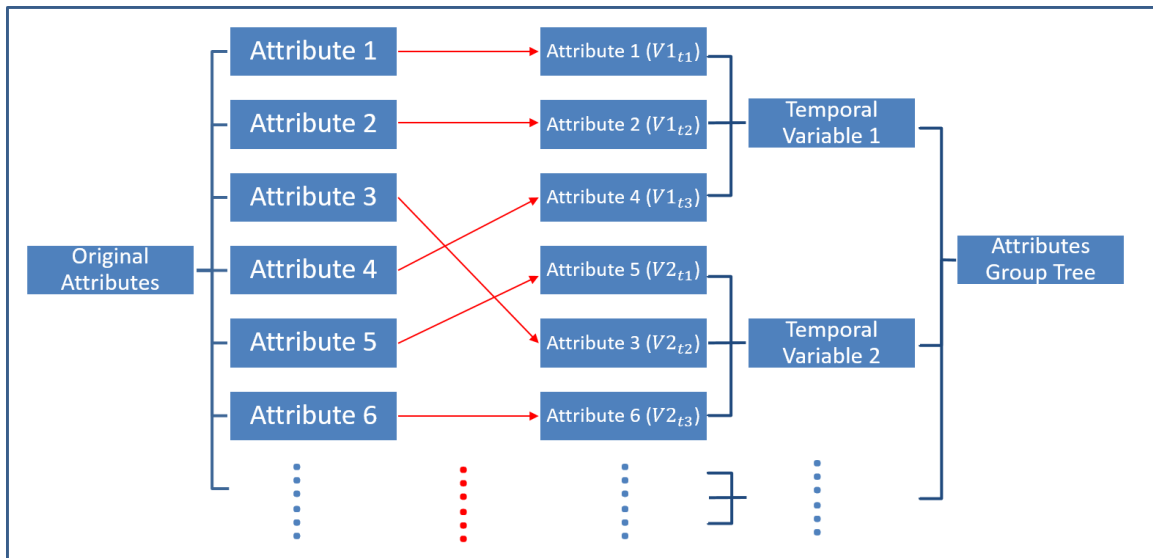 Original
Attributes
Attribute 1
Attribute 2
Attribute 3
Attribute 4
Attribute 5
Attribute 6
Attribute 1 (V1t1)
Attribute 2 (V1t2)
Attribute 4 (V1t3)
Attribute 5 (V2t1)
Attribute 3 (V2t2)
Attribute 6 (V2t3)
Temporal
Variable 1
Temporal
Variable 2
Attributes
Group Tree